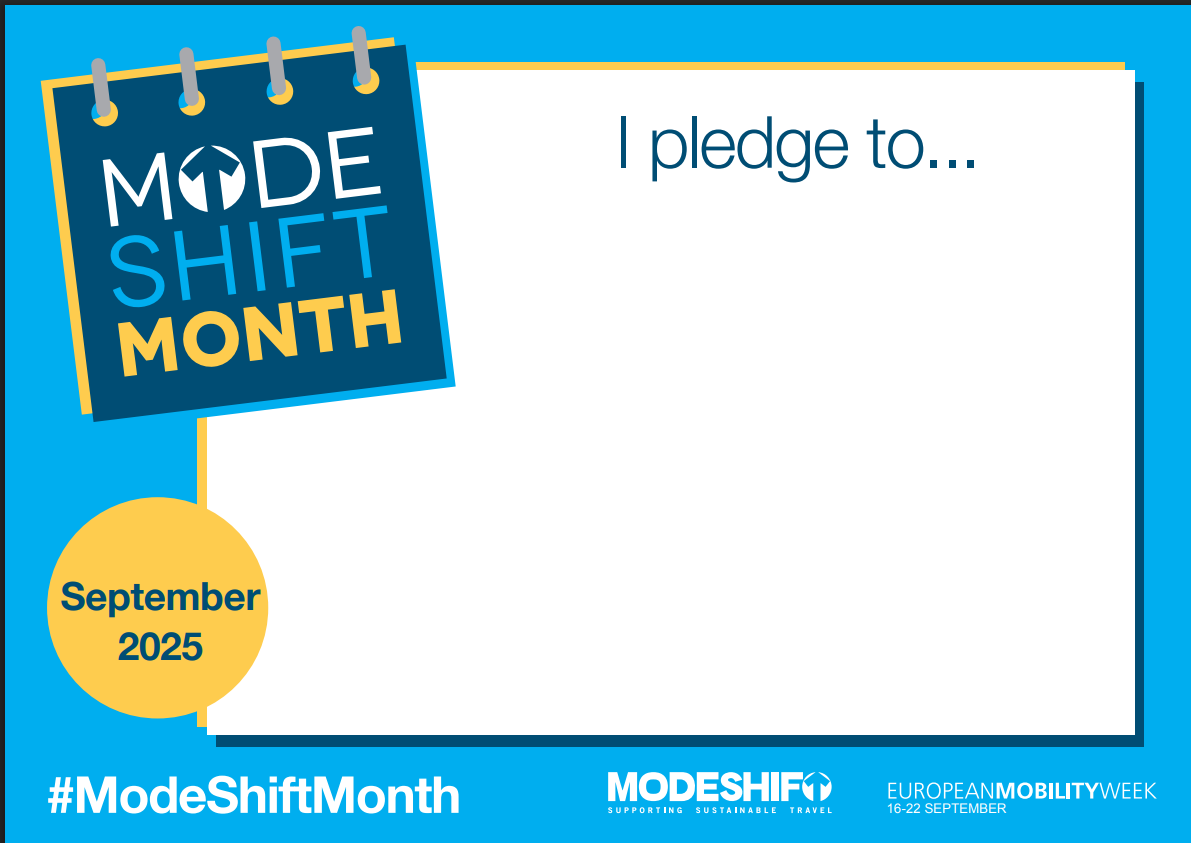 MODE
SHIFT
MONTH
I pledge to...
September
2025
#ModeShiftMonth
MODESHIFT
SUPPORTING SUSTAINABLE TRAVEL
EUROPEANMOBILITYWEEK
16-22 SEPTEMBER